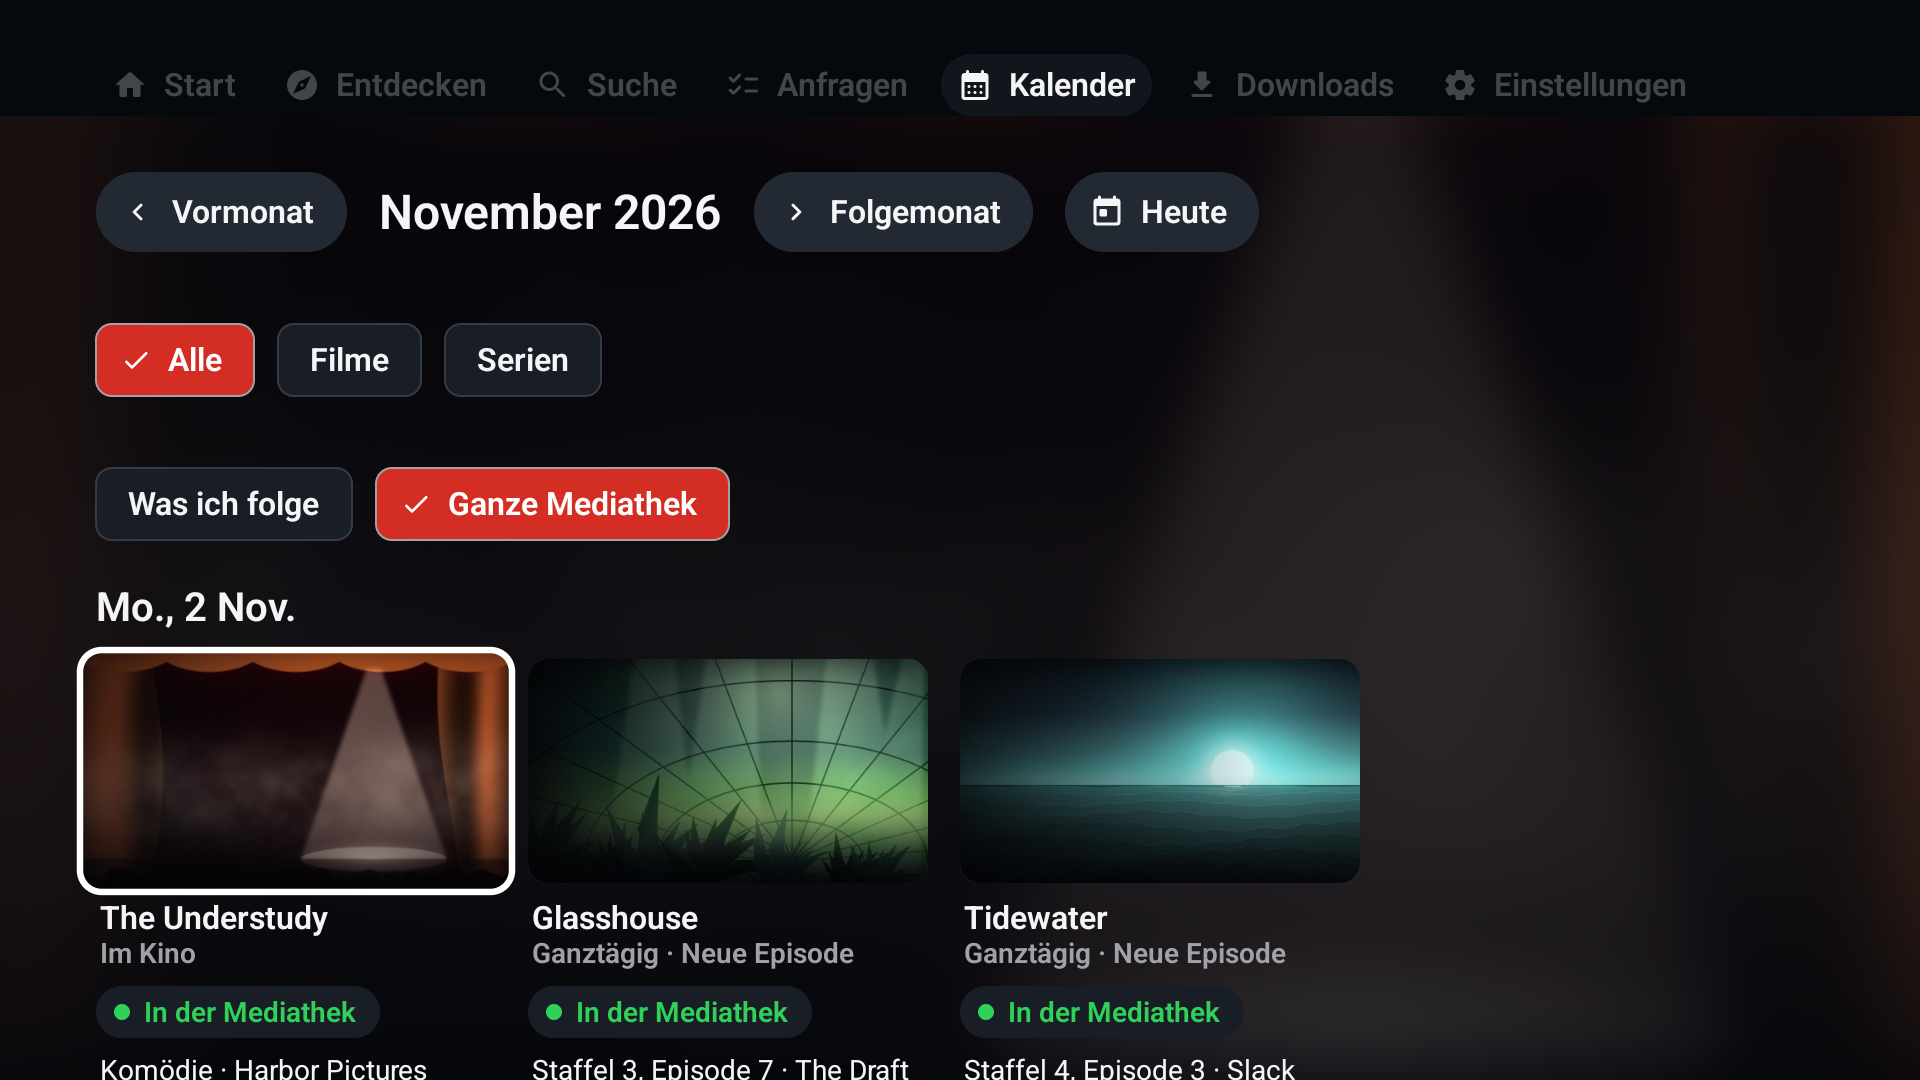 Start Entdecken Suche Anfragen Kalender Downloads Einstellungen
Vormonat November 2026 Folgemonat Heute
Alle Filme Serien
Was ich folge Ganze Mediathek
Mo., 2 Nov.
The Understudy Glasshouse Tidewater
Im Kino Ganztägig · Neue Episode Ganztägig · Neue Episode
In der Mediathek In der Mediathek In der Mediathek
Komödie · Harbor Pictures Staffel 3, Episode 7 · The Draft Staffel 4, Episode 3 · Slack